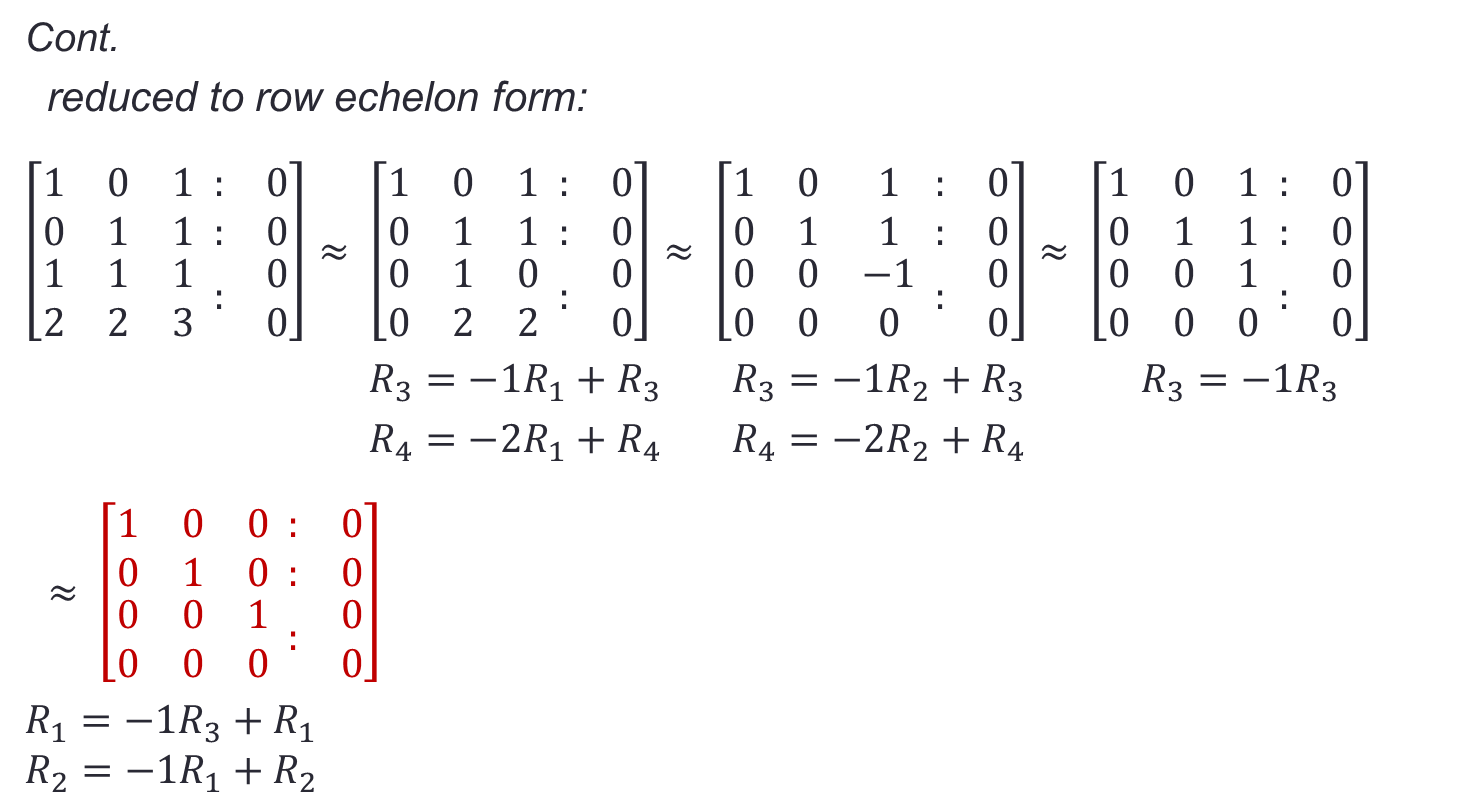 Cont.
reduced to row echelon form:
[1 0 1 : 0] [1 0 1 : 0] [1 0 1 : 0] [1 0 1 : 0]
[0 1 1 : 0] ≈ [0 1 1 : 0] ≈ [0 1 1 : 0] ≈ [0 1 1 : 0]
[1 1 1 : 0] [0 1 0 : 0] [0 0 −1 : 0] [0 0 1 : 0]
[2 2 3 0] [0 2 2 0] [0 0 0 0] [0 0 0 0]
R₃ = −1R₁ + R₃ R₃ = −1R₂ + R₃ R₃ = −1R₃
R₄ = −2R₁ + R₄ R₄ = −2R₂ + R₄
[1 0 0 : 0]
≈ [0 1 0 : 0]
[0 0 1 : 0]
[0 0 0 0]
R₁ = −1R₃ + R₁
R₂ = −1R₁ + R₂